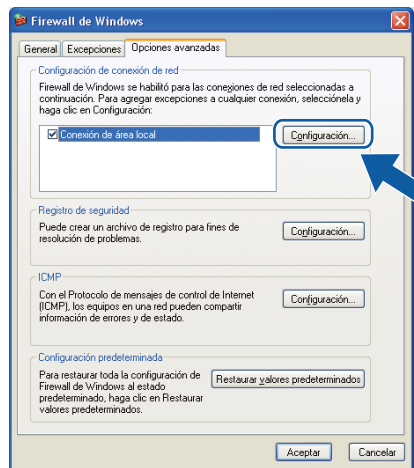 Firewall de Windows
General Excepciones Opciones avanzadas
Configuración de conexión de red
Firewall de Windows se habilitó para las conexiones de red seleccionadas a
continuación. Para agregar excepciones a cualquier conexión, selecciónela y
haga clic en Configuración:
Conexión de área local
Configuración...
Registro de seguridad
Puede crear un archivo de registro para fines de
resolución de problemas.
Configuración...
ICMP
Con el Protocolo de mensajes de control de Internet
(ICMP), los equipos en una red pueden compartir
información de errores y de estado.
Configuración...
Configuración predeterminada
Para restaurar toda la configuración de
Firewall de Windows al estado
predeterminado, haga clic en Restaurar
valores predeterminados.
Restaurar valores predeterminados
Aceptar Cancelar